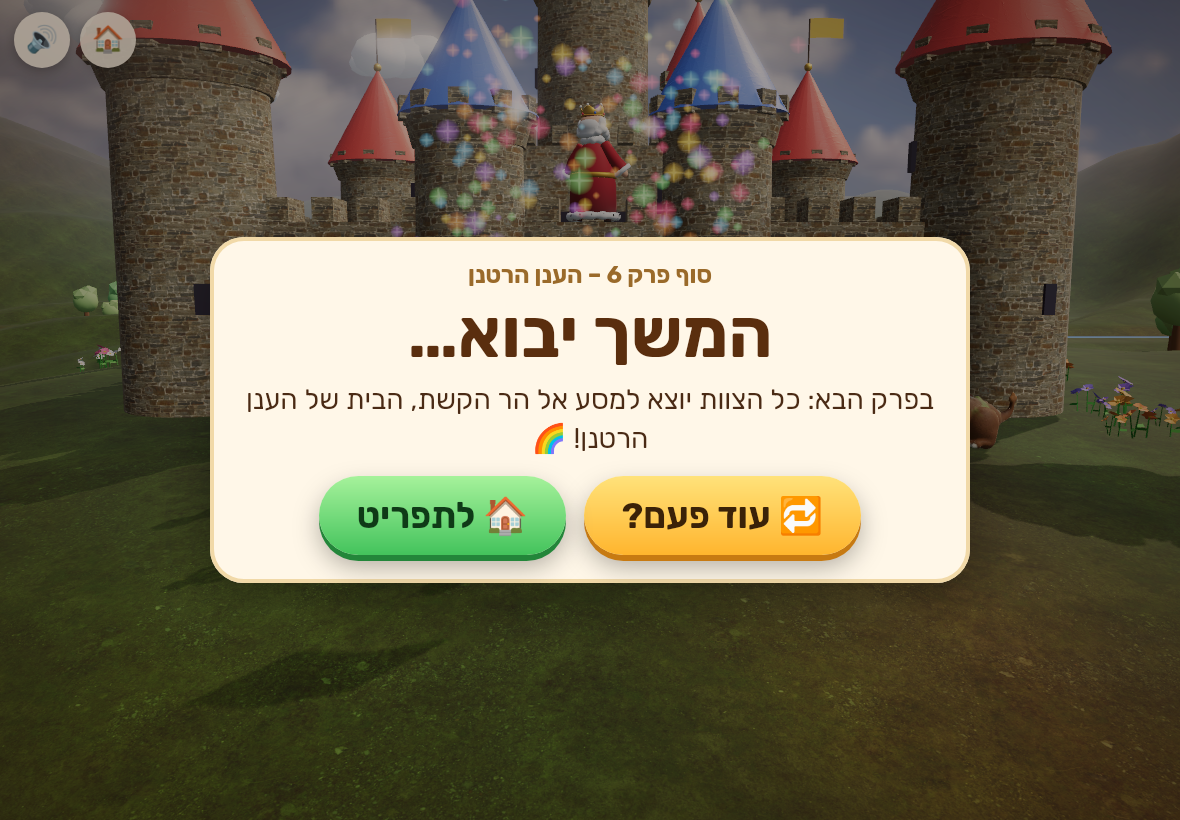 סוף פרק 6 – הענן הרטנן
המשך יבוא...
בפרק הבא: כל הצוות יוצא למסע אל הר הקשת, הבית של הענן
הרטנן! 🌈
🔁 עוד פעם?
🏠 לתפריט